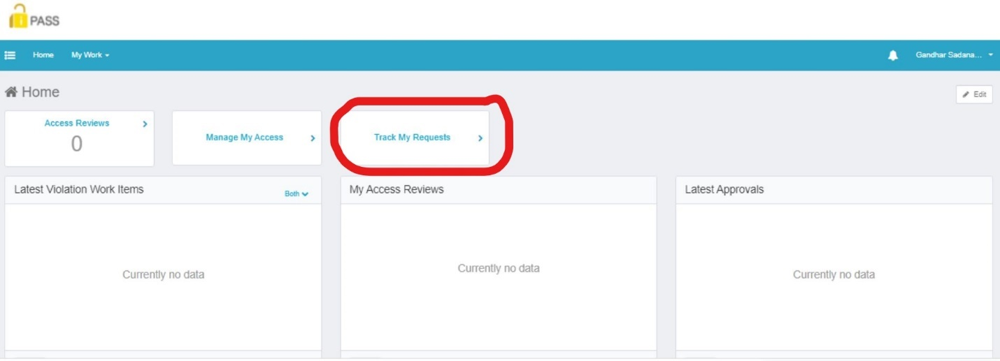 PASS
Home My Work
Gandhar Sadana...
Home
Edit
Access Reviews
0
Manage My Access
Track My Requests
Latest Violation Work Items
Both
My Access Reviews
Latest Approvals
Currently no data
Currently no data
Currently no data